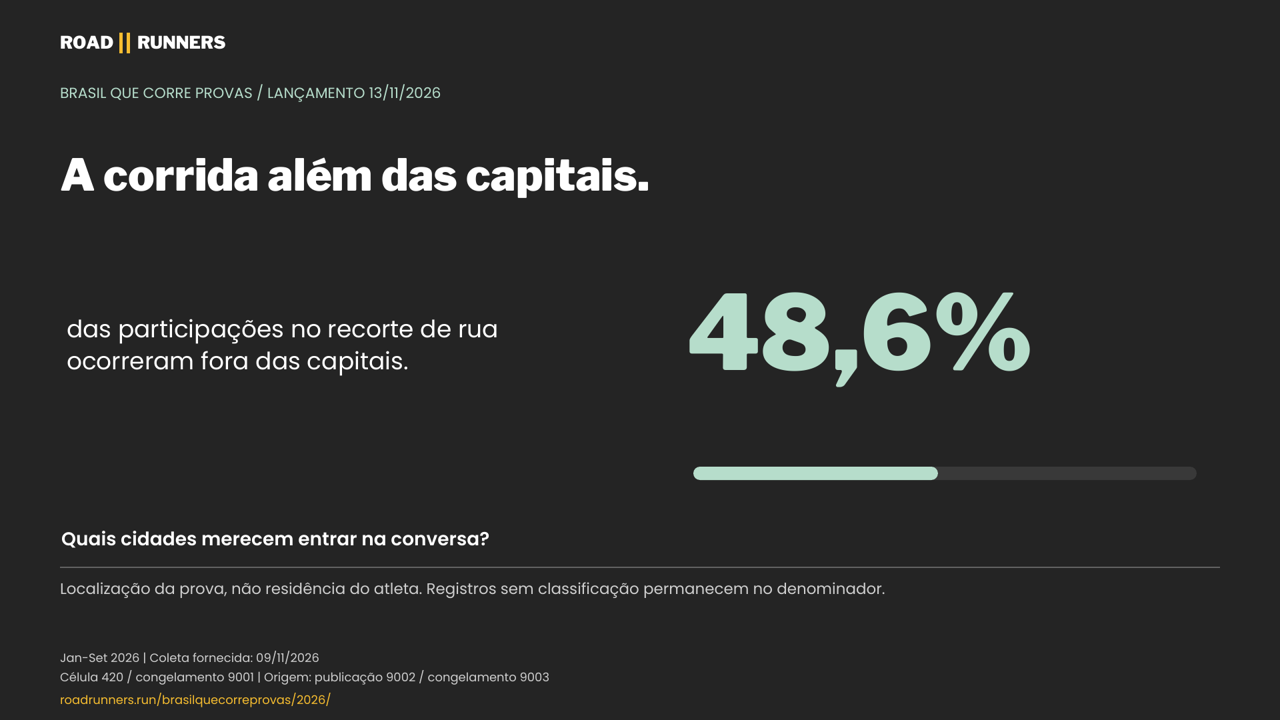 ROAD || RUNNERS
BRASIL QUE CORRE PROVAS / LANÇAMENTO 13/11/2026
A corrida além das capitais.
das participações no recorte de rua
ocorreram fora das capitais.
48,6%
Quais cidades merecem entrar na conversa?
Localização da prova, não residência do atleta. Registros sem classificação permanecem no denominador.
Jan-Set 2026 | Coleta fornecida: 09/11/2026
Célula 420 / congelamento 9001 | Origem: publicação 9002 / congelamento 9003
roadrunners.run/brasilquecorreprovas/2026/